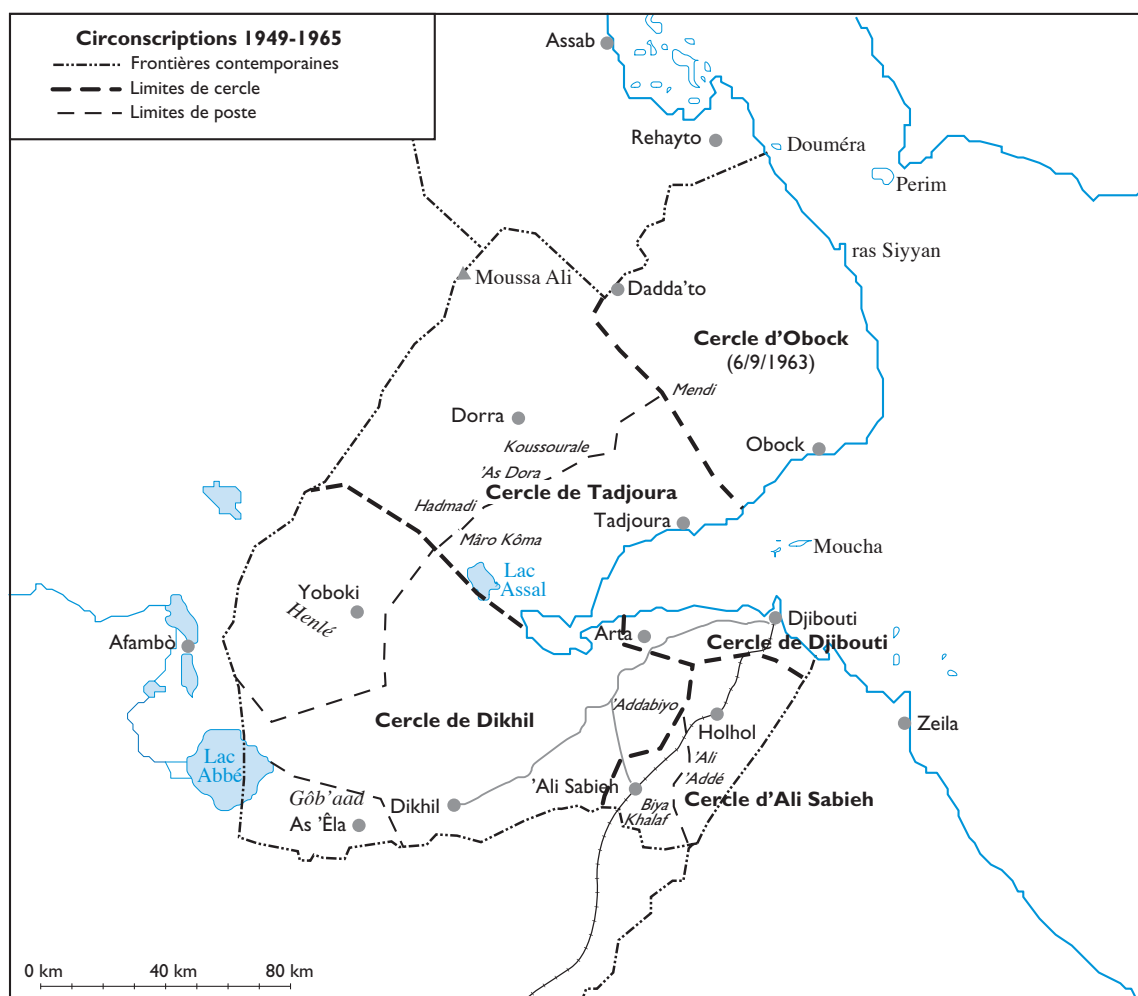 Circonscriptions 1949-1965
Frontières contemporaines
Limites de cercle
Limites de poste
Assab
Rehayto
Douméra
Perim
ras Siyyan
Moussa Ali
Dadda’to
Cercle d’Obock
(6/9/1963)
Mendi
Dorra
Koussourale
Obock
’As Dora
Cercle de Tadjoura
Hadmadi
Tadjoura
Mâro Kôma
Moucha
Lac
Assal
Yoboki
Henlé
Djibouti
Arta
Cercle de Djibouti
Afambò
’Addabiyo
Cercle de Dikhil
Holhol
Zeila
Lac
Abbé
’Ali
’Addé
’Ali Sabieh
Gôb’aad
Dikhil
Cercle d’Ali Sabieh
Biya
Khalaf
As ’Êla
0 km
40 km
80 km